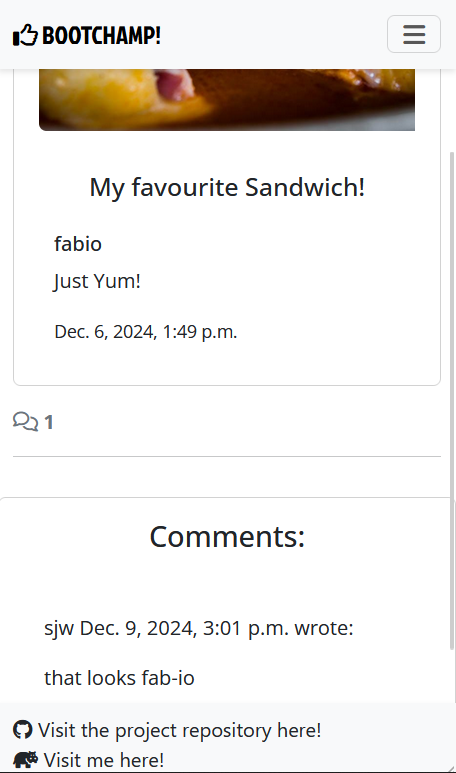 BOOTCHAMP!
My favourite Sandwich!
fabio
Just Yum!
Dec. 6, 2024, 1:49 p.m.
1
Comments:
sjw Dec. 9, 2024, 3:01 p.m. wrote:
that looks fab-io
Visit the project repository here!
Visit me here!